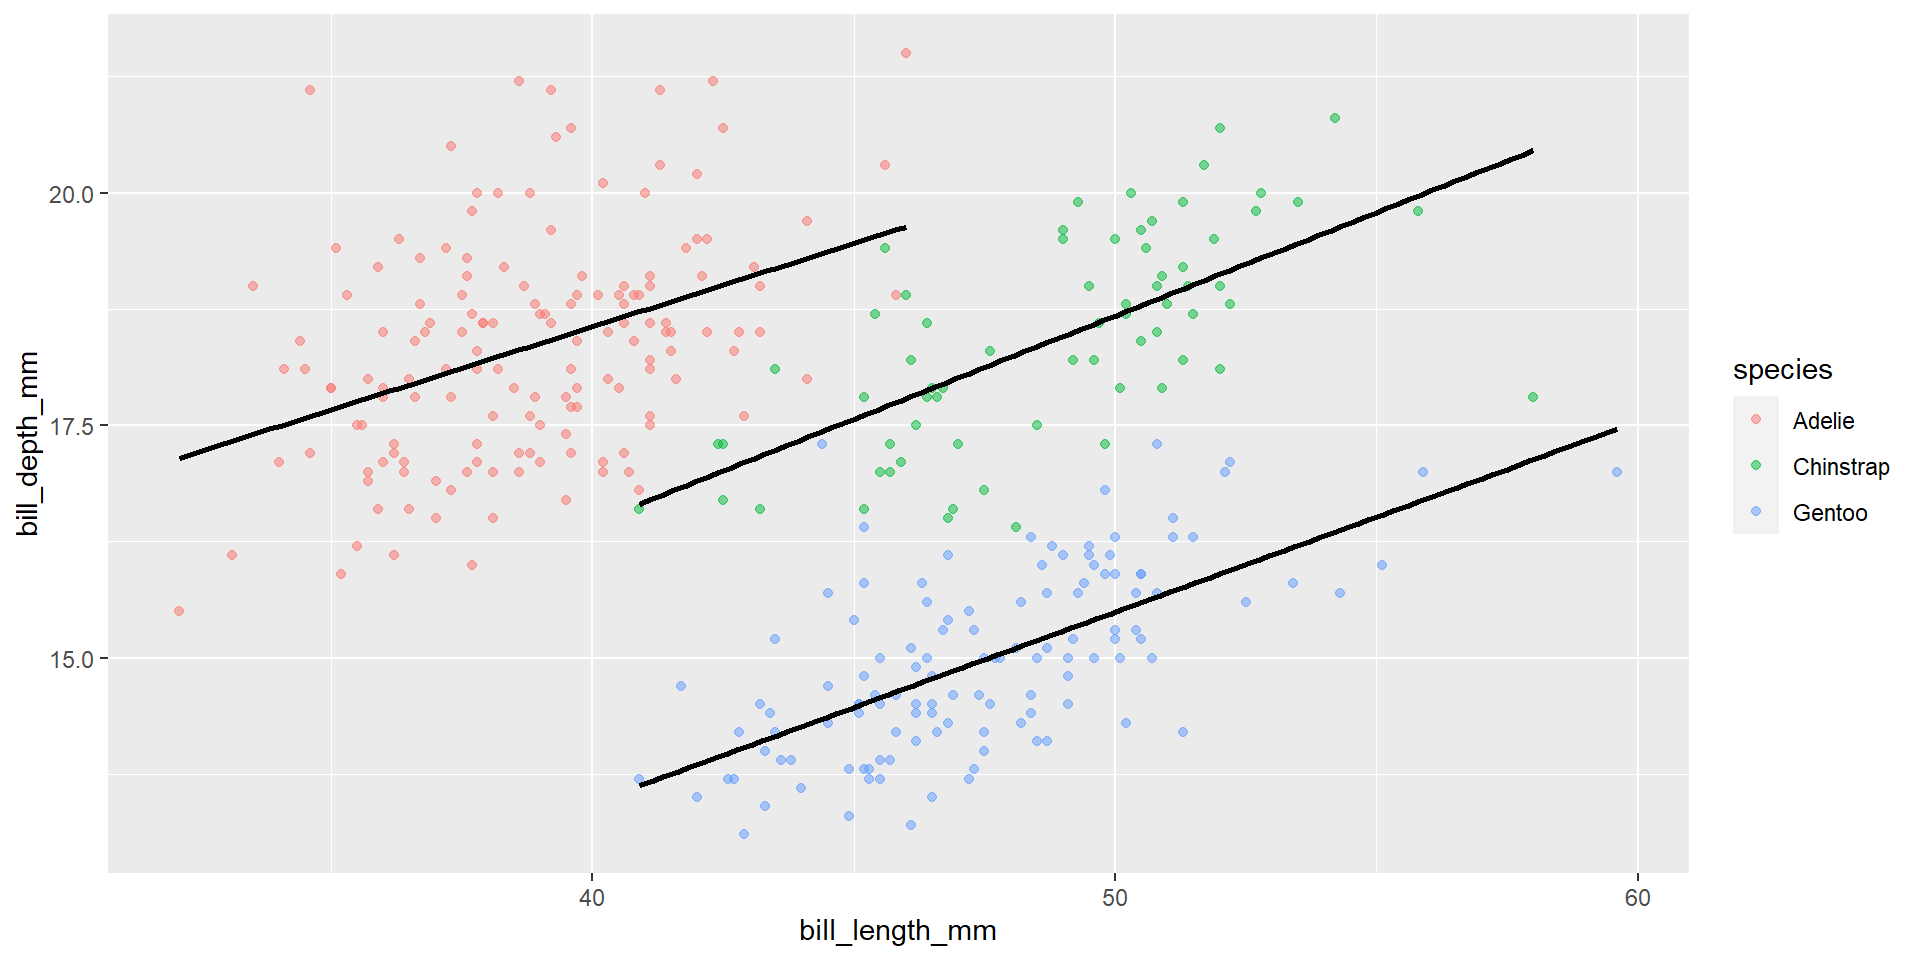 20.0
17.5
15.0
bill_depth_mm
40
50
60
bill_length_mm
species
Adelie
Chinstrap
Gentoo